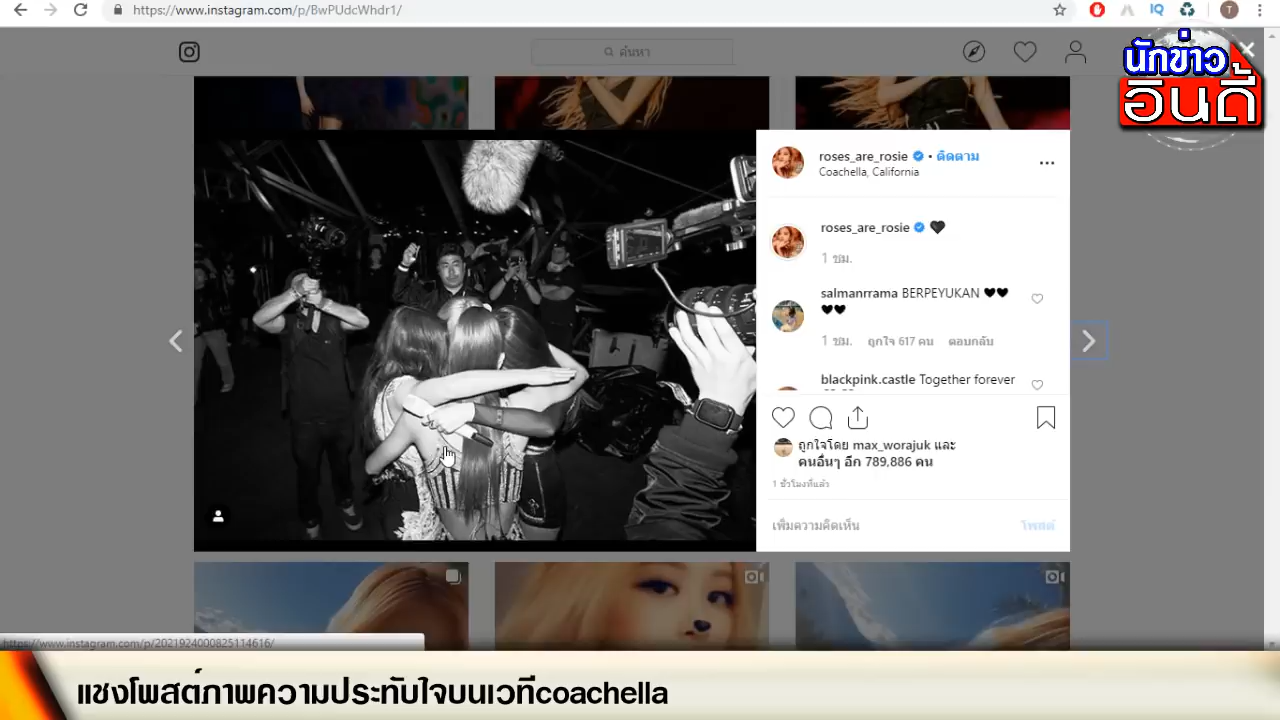 https://www.instagram.com/p/BwPUdcWhdr1/
IQ
T
ค้นหา
นักข่าว
อินดี้
roses_are_rosie • ติดตาม
Coachella, California
roses_are_rosie 🖤
1 ชม.
salmanrrama BERPEYUKAN ♥♥
♥♥
1 ชม. ถูกใจ 617 คน ตอบกลับ
blackpink.castle Together forever
ถูกใจโดย max_worajuk และ
คนอื่นๆ อีก 789,886 คน
1 ชั่วโมงที่แล้ว
เพิ่มความคิดเห็น
โพสต์
https://www.instagram.com/p/2021924000825114616/
แชงโพสต์ภาพความประทับใจบนเวทีcoachella